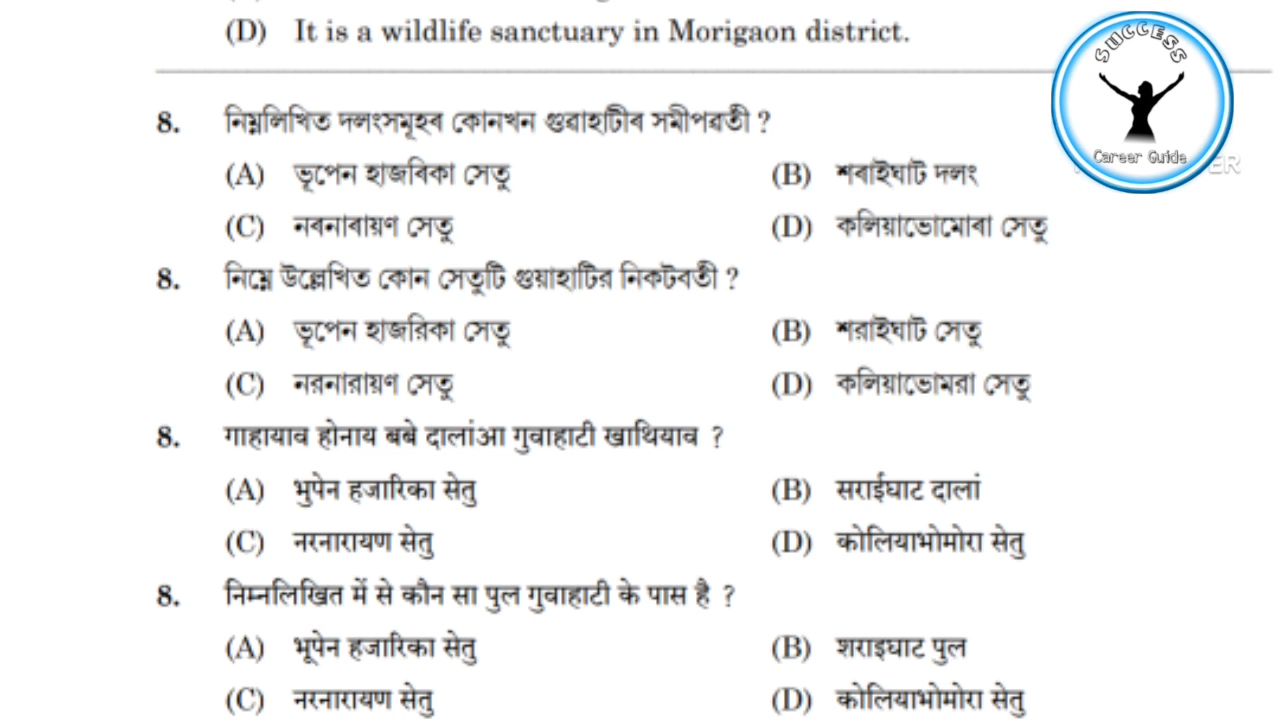 (D) It is a wildlife sanctuary in Morigaon district.
SUCCESS
Career Guide
ER
8. নিম্নলিখিত দলংসমূহৰ কোনখন গুৱাহাটীৰ সমীপৱৰ্তী ?
(A) ভূপেন হাজৰিকা সেতু (B) শৰাইঘাট দলং
(C) নৰনাৰায়ণ সেতু (D) কলিয়াভোমোৰা সেতু
8. নিম্নে উল্লেখিত কোন সেতুটি গুয়াহাটির নিকটবর্তী ?
(A) ভূপেন হাজরিকা সেতু (B) শরাইঘাট সেতু
(C) নরনারায়ণ সেতু (D) কলিয়াভোমরা সেতু
8. गाहायाव होनाय बबे दालांआ गुवाहाटी खाथियाव ?
(A) भुपेन हजारिका सेतु (B) सराईघाट दालां
(C) नरनारायण सेतु (D) कोलियाभोमोरा सेतु
8. निम्नलिखित में से कौन सा पुल गुवाहाटी के पास है ?
(A) भूपेन हजारिका सेतु (B) शराइघाट पुल
(C) नरनारायण सेतु (D) कोलियाभोमोरा सेतु